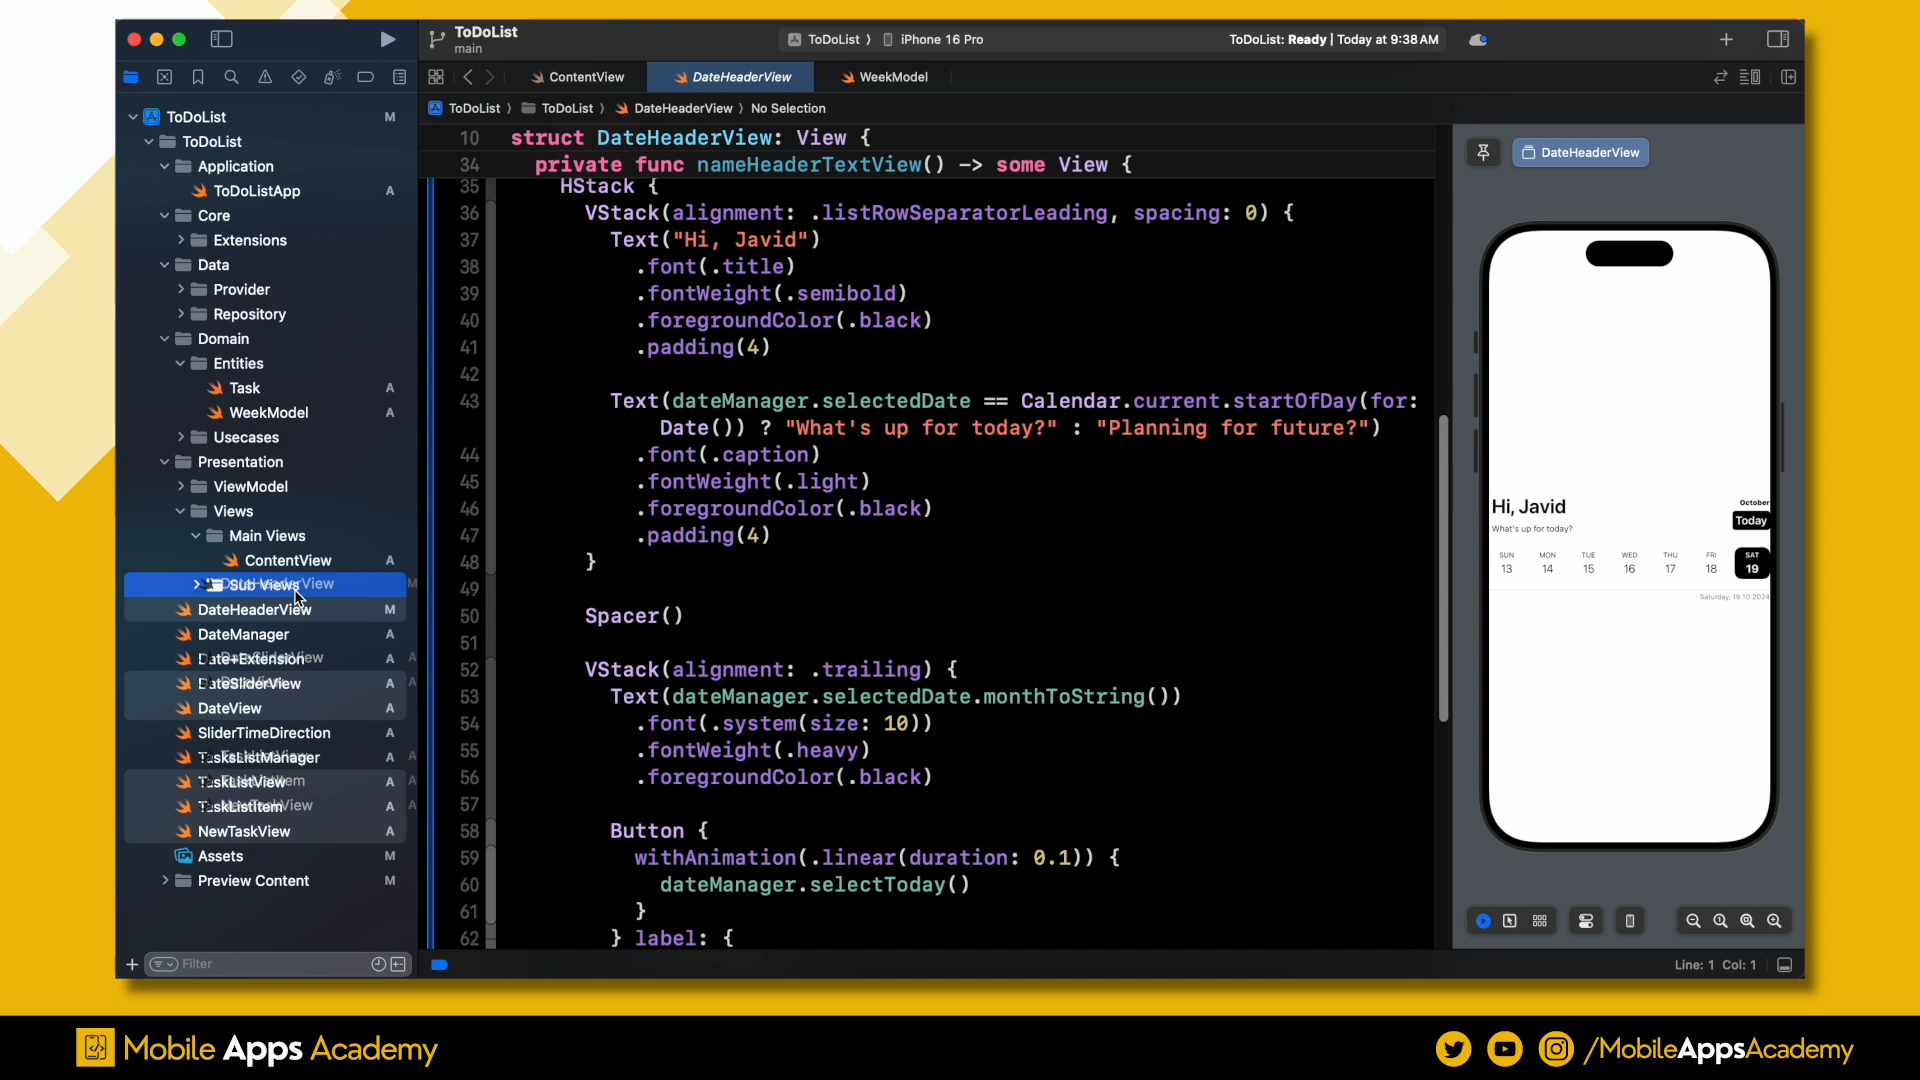 ToDoList
main
ToDoList
iPhone 16 Pro
ToDoList: Ready | Today at 9:38 AM
ContentView
DateHeaderView
WeekModel
ToDoList
ToDoList
DateHeaderView
No Selection
ToDoList M
ToDoList
Application
ToDoListApp A
Core
Extensions
Data
Provider
Repository
Domain
Entities
Task A
WeekModel A
Usecases
Presentation
ViewModel
Views
Main Views
ContentView A
Sub Views
DateHeaderView M
DateHeaderView M
DateManager A
Date+Extension A
DateSliderView A
DateSliderView A
DateView A
SliderTimeDirection A
TasksListManager A
TaskListView A
TaskListItem A
TaskListItem A
NewTaskView A
NewTaskView A
Assets M
Preview Content M
Filter
10 struct DateHeaderView: View {
34 private func nameHeaderTextView() -> some View {
35 HStack {
36 VStack(alignment: .listRowSeparatorLeading, spacing: 0) {
37 Text("Hi, Javid")
38 .font(.title)
39 .fontWeight(.semibold)
40 .foregroundColor(.black)
41 .padding(4)
42
43 Text(dateManager.selectedDate == Calendar.current.startOfDay(for:
Date()) ? "What's up for today?" : "Planning for future?")
44 .font(.caption)
45 .fontWeight(.light)
46 .foregroundColor(.black)
47 .padding(4)
48 }
49
50 Spacer()
51
52 VStack(alignment: .trailing) {
53 Text(dateManager.selectedDate.monthToString())
54 .font(.system(size: 10))
55 .fontWeight(.heavy)
56 .foregroundColor(.black)
57
58 Button {
59 withAnimation(.linear(duration: 0.1)) {
60 dateManager.selectToday()
61 }
62 } label: {
DateHeaderView
Hi, Javid
What's up for today?
October
Today
SUN MON TUE WED THU FRI SAT
13 14 15 16 17 18 19
Saturday, 19.10.2024
Line: 1 Col: 1
Mobile Apps Academy
/MobileAppsAcademy